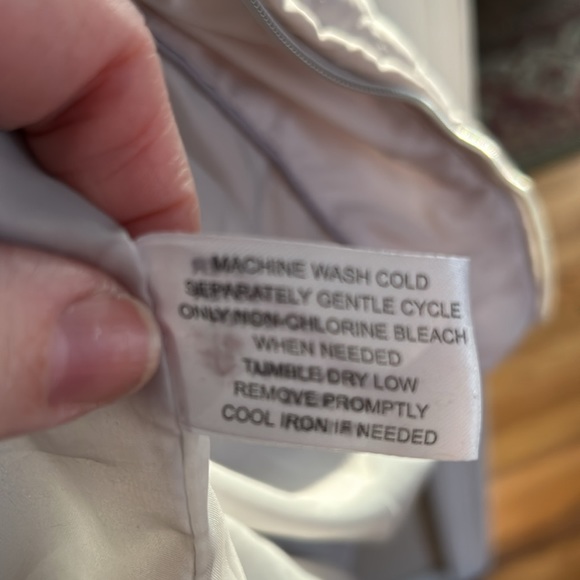 MACHINE WASH COLD
SEPARATELY GENTLE CYCLE
ONLY NON-CHLORINE BLEACH
WHEN NEEDED
TUMBLE DRY LOW
REMOVE PROMPTLY
COOL IRON IF NEEDED